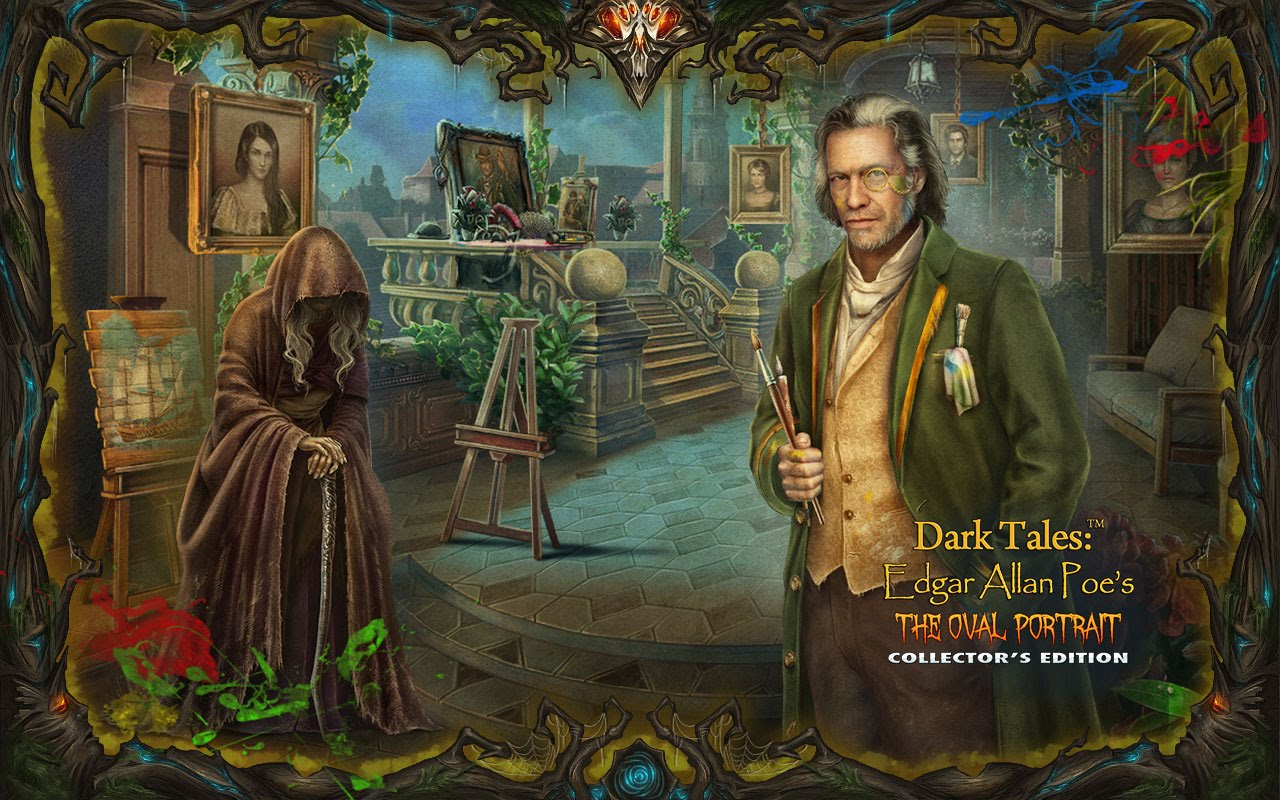 Dark Tales:™
Edgar Allan Poe's
THE OVAL PORTRAIT
COLLECTOR'S EDITION